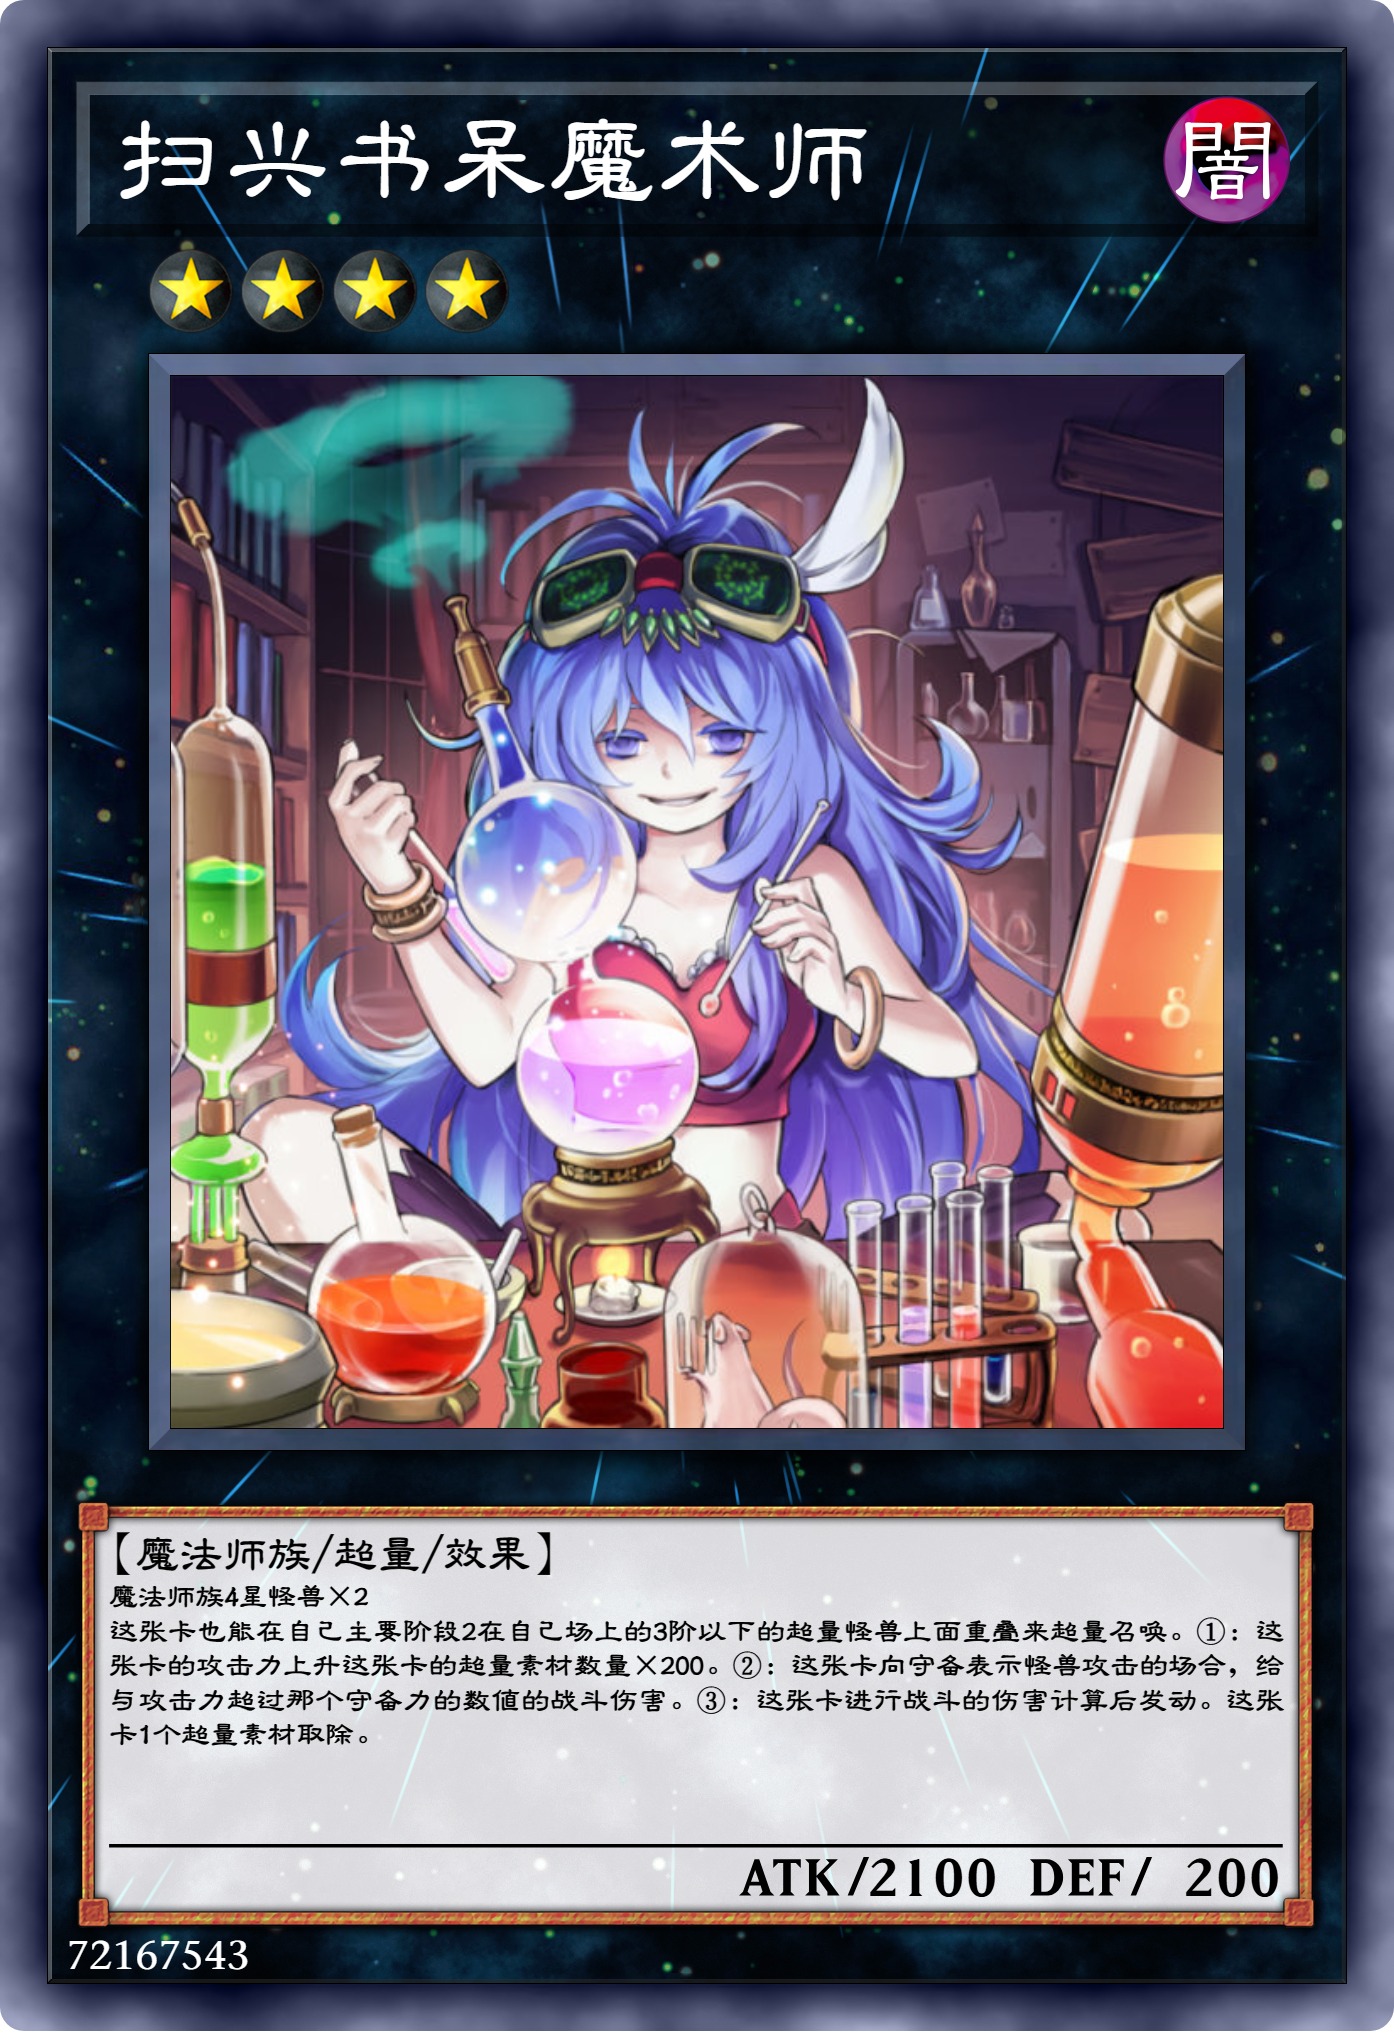 扫兴书呆魔术师
闇
【魔法师族/超量/效果】
魔法师族4星怪兽×2
这张卡也能在自己主要阶段2在自己场上的3阶以下的超量怪兽上面重叠来超量召唤。①：这
张卡的攻击力上升这张卡的超量素材数量×200。②：这张卡向守备表示怪兽攻击的场合，给
与攻击力超过那个守备力的数值的战斗伤害。③：这张卡进行战斗的伤害计算后发动。这张
卡1个超量素材取除。
ATK/2100 DEF/ 200
72167543